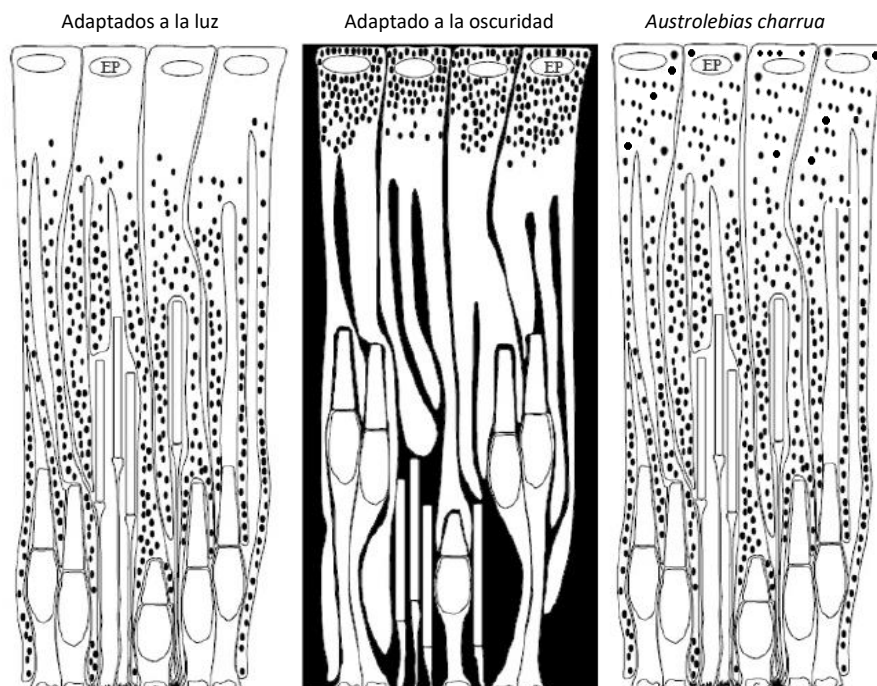 Adaptados a la luz
Adaptado a la oscuridad
Austrolebias charrua
EP
EP
EP